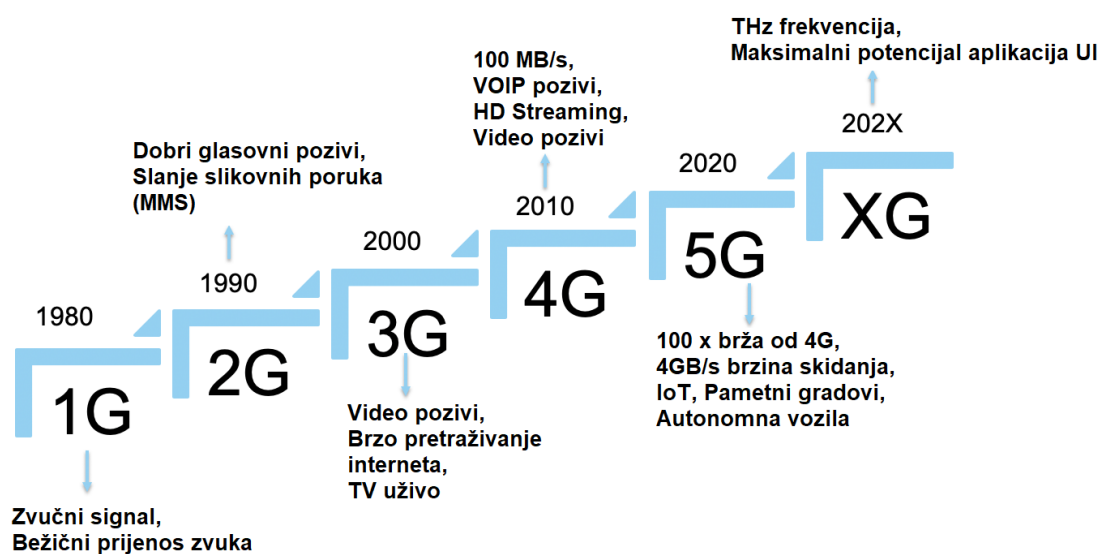 1980
1G
Zvučni signal,
Bežični prijenos zvuka
Dobri glasovni pozivi,
Slanje slikovnih poruka
(MMS)
1990
2G
2000
3G
Video pozivi,
Brzo pretraživanje
interneta,
TV uživo
100 MB/s,
VOIP pozivi,
HD Streaming,
Video pozivi
2010
4G
2020
5G
100 x brža od 4G,
4GB/s brzina skidanja,
IoT, Pametni gradovi,
Autonomna vozila
THz frekvencija,
Maksimalni potencijal aplikacija UI
202X
XG